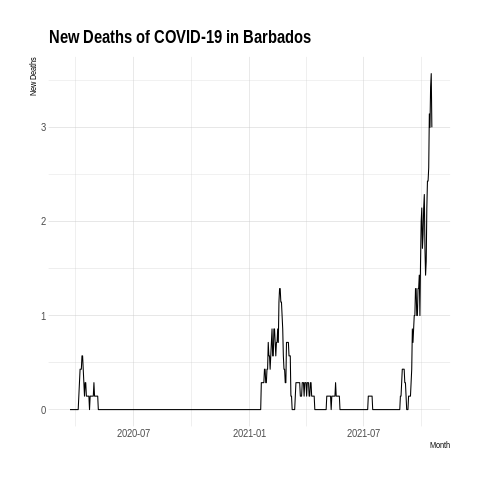 New Deaths of COVID-19 in Barbados
New Deaths
3
2
1
0
2020-07
2021-01
2021-07
Month